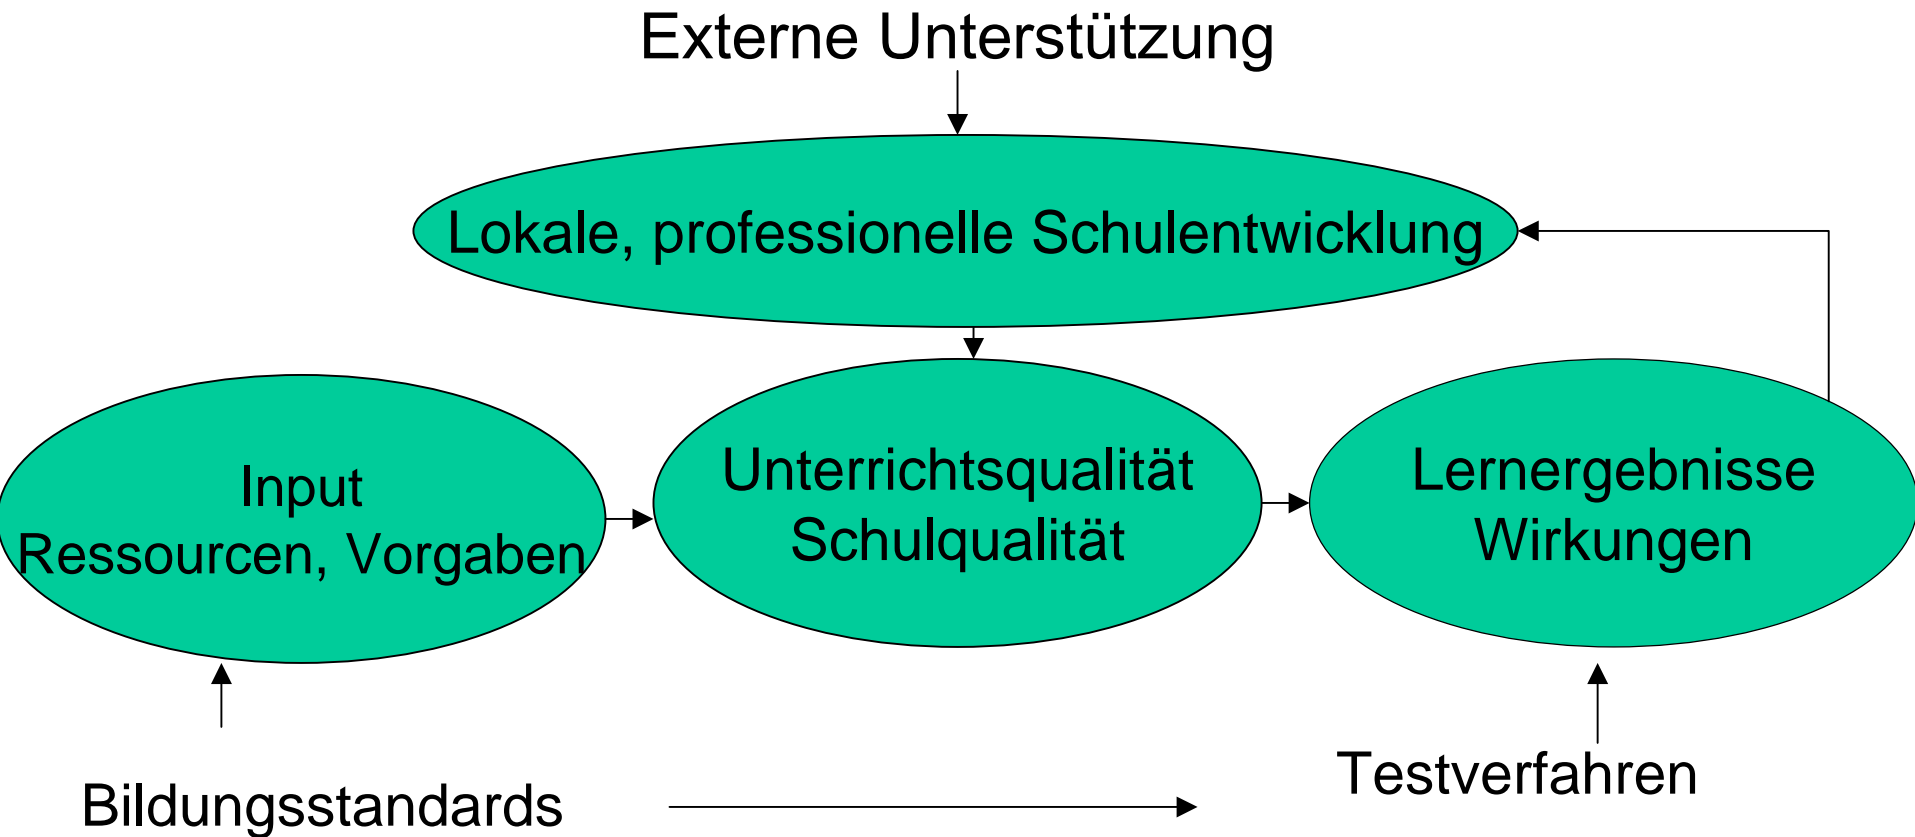 Externe Unterstützung
Lokale, professionelle Schulentwicklung
Input
Ressourcen, Vorgaben
Unterrichtsqualität
Schulqualität
Lernergebnisse
Wirkungen
Bildungsstandards
Testverfahren